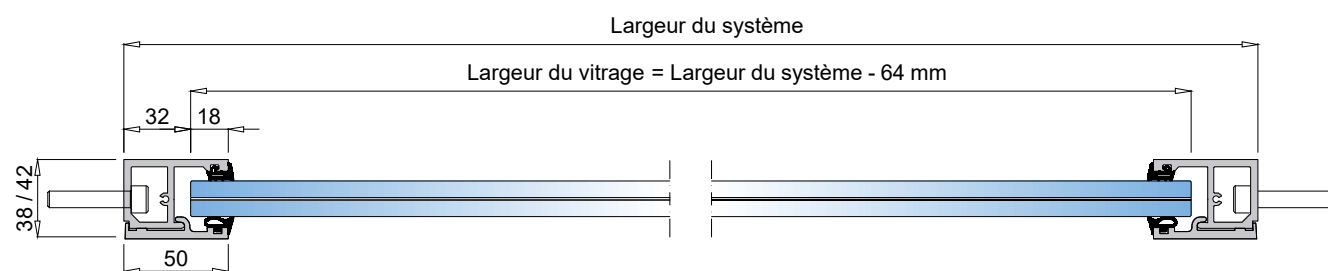 Largeur du système
Largeur du vitrage = Largeur du système - 64 mm
32
18
38 / 42
50